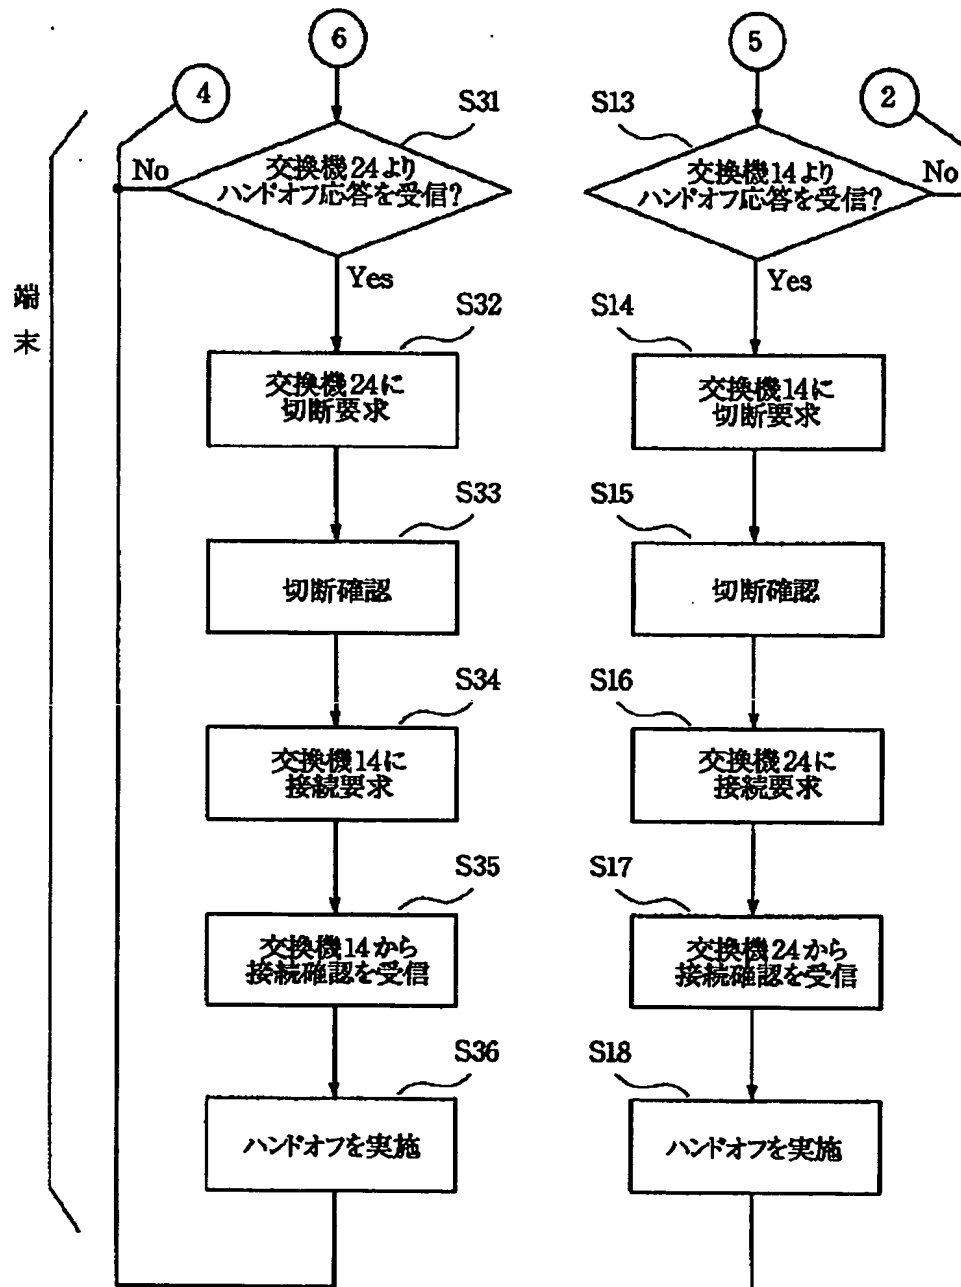 6
4
S31
交換機24より
ハンドオフ応答を受信?
No
Yes
S32
交換機24に
切断要求
S33
切断確認
S34
交換機14に
接続要求
S35
交換機14から
接続確認を受信
S36
ハンドオフを実施
端
末
5
2
S13
交換機14より
ハンドオフ応答を受信?
No
Yes
S14
交換機14に
切断要求
S15
切断確認
S16
交換機24に
接続要求
S17
交換機24から
接続確認を受信
S18
ハンドオフを実施